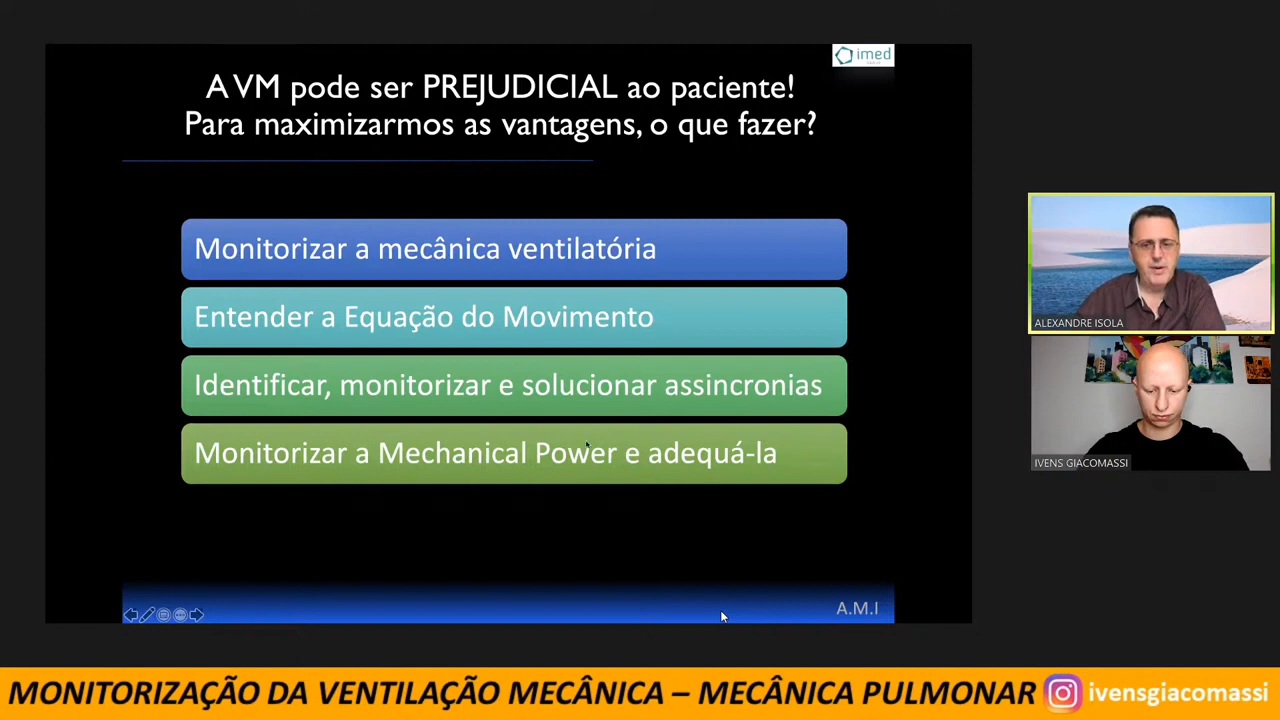 imed
A VM pode ser PREJUDICIAL ao paciente!
Para maximizarmos as vantagens, o que fazer?
Monitorizar a mecânica ventilatória
Entender a Equação do Movimento
Identificar, monitorizar e solucionar assincronias
Monitorizar a Mechanical Power e adequá-la
A.M.I
ALEXANDRE ISOLA
IVENS GIACOMASSI
MONITORIZAÇÃO DA VENTILAÇÃO MECÂNICA – MECÂNICA PULMONAR ivensgiacomassi